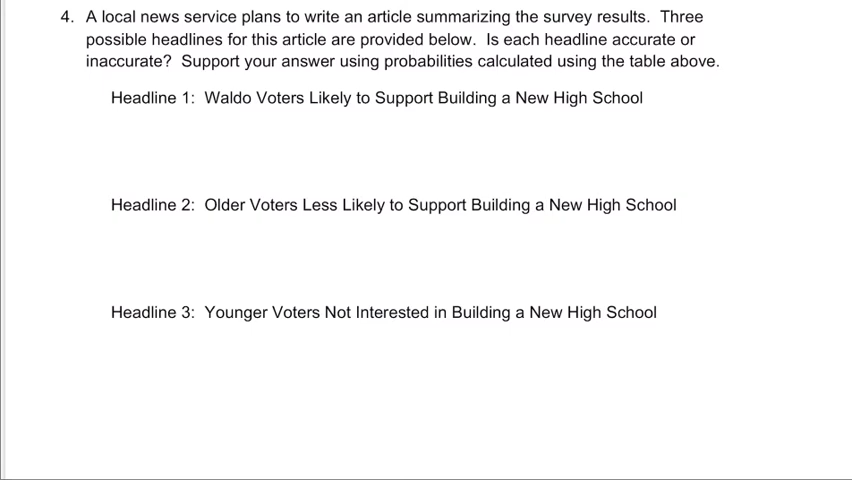 4. A local news service plans to write an article summarizing the survey results. Three
possible headlines for this article are provided below. Is each headline accurate or
inaccurate? Support your answer using probabilities calculated using the table above.
Headline 1: Waldo Voters Likely to Support Building a New High School
Headline 2: Older Voters Less Likely to Support Building a New High School
Headline 3: Younger Voters Not Interested in Building a New High School